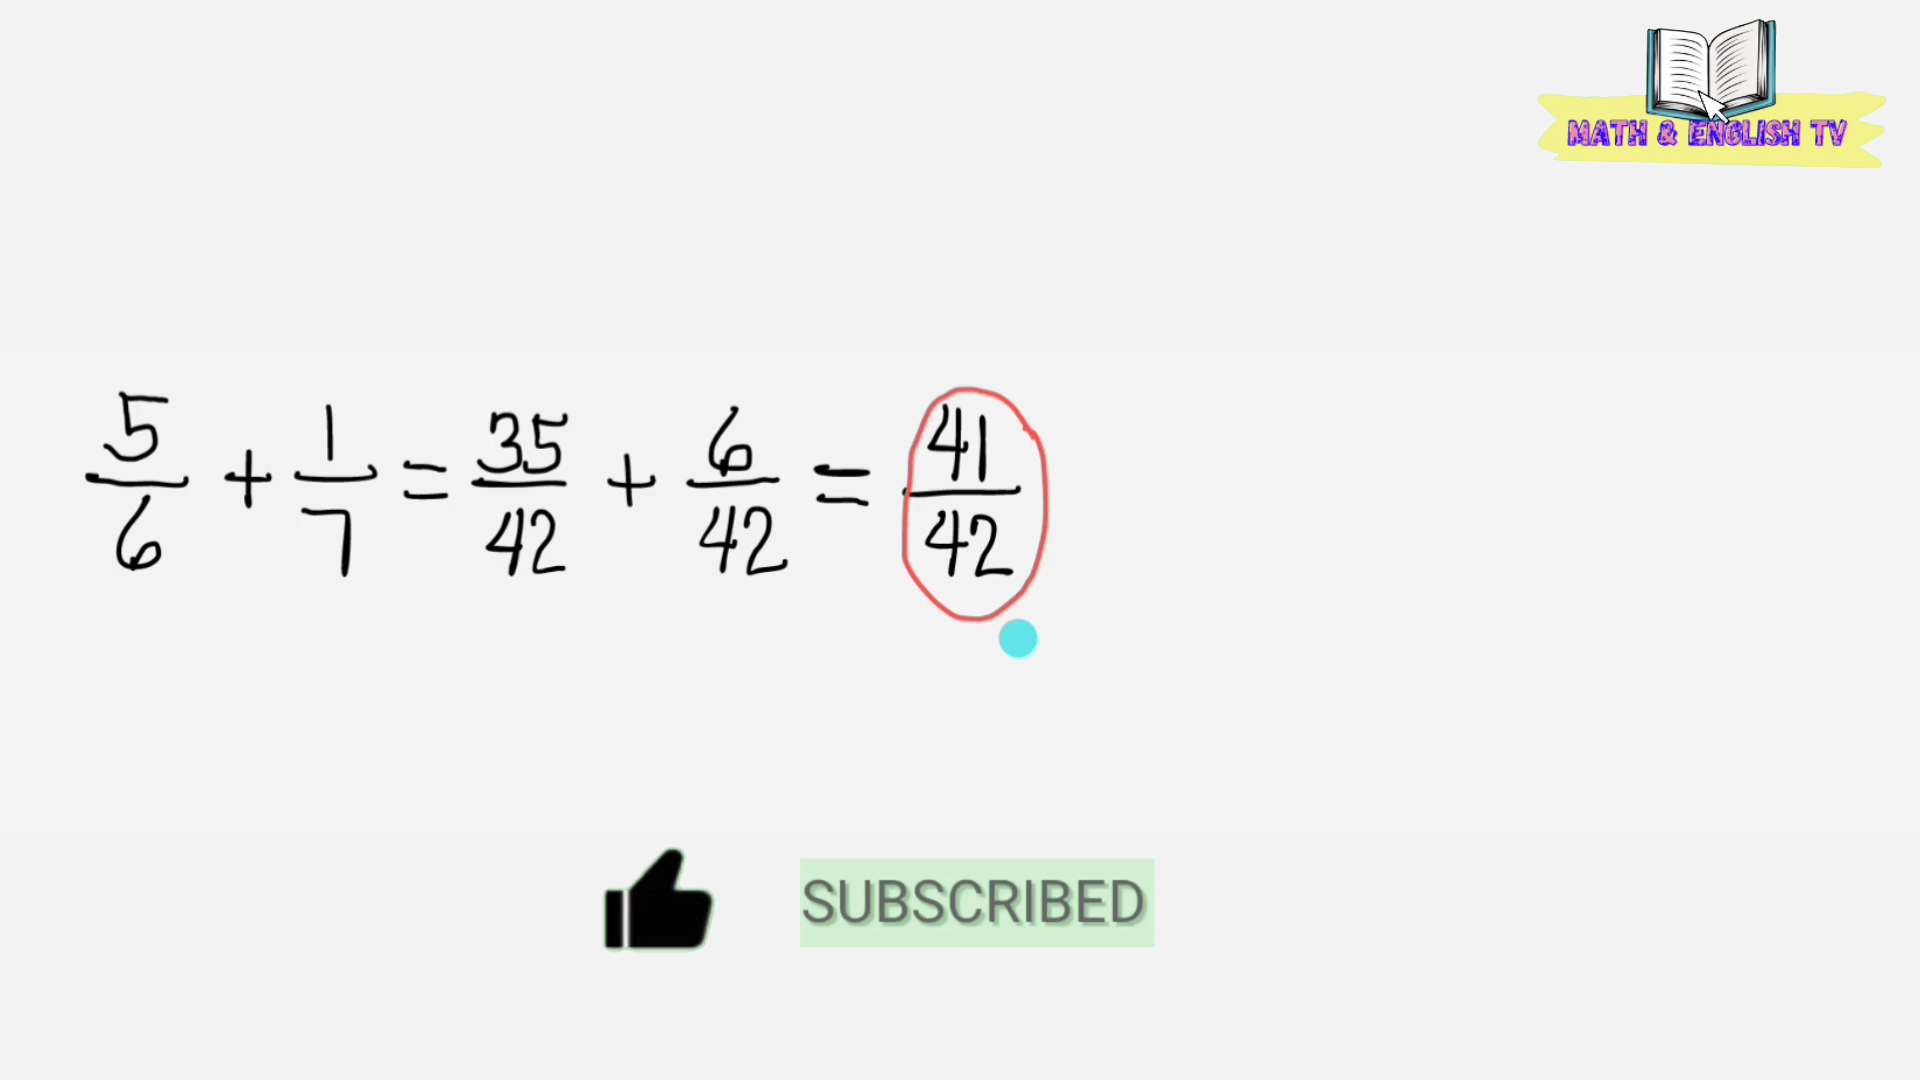 MATH & ENGLISH TV
5/6 + 1/7 = 35/42 + 6/42 = 41/42
SUBSCRIBED